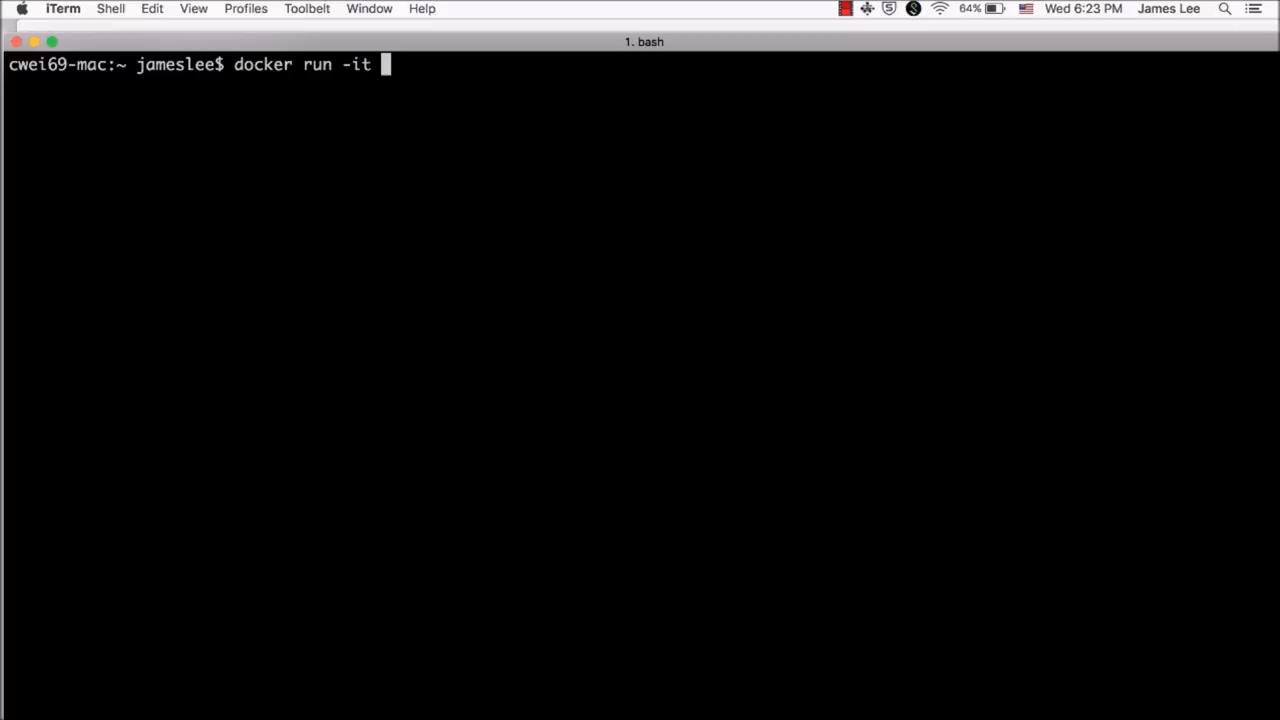 iTerm Shell Edit View Profiles Toolbelt Window Help 64% Wed 6:23 PM James Lee
1. bash
cwei69-mac:~ jameslee$ docker run -it